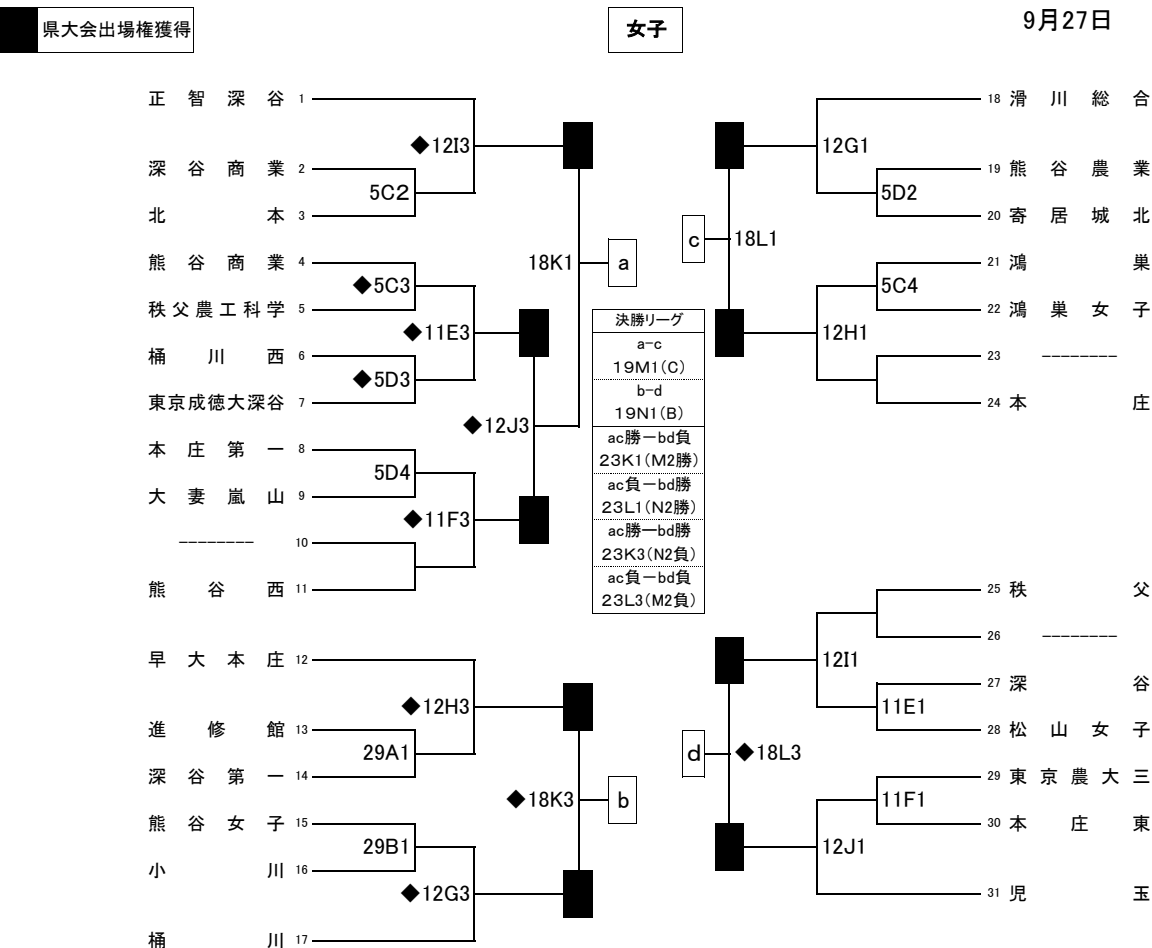 県大会出場権獲得
女子
9月27日
正智深谷 1
◆12I3
深谷商業 2
5C2
北本 3
熊谷商業 4
◆5C3
秩父農工科学 5
◆11E3
桶川西 6
◆5D3
東京成徳大深谷 7
◆12J3
本庄第一 8
5D4
大妻嵐山 9
◆11F3
-------- 10
熊谷西 11
18K1
a
早大本庄 12
◆12H3
進修館 13
29A1
深谷第一 14
◆18K3
b
熊谷女子 15
29B1
小川 16
◆12G3
桶川 17
決勝リーグ
a-c
19M1(C)
b-d
19N1(B)
ac勝ーbd負
23K1(M2勝)
ac負ーbd勝
23L1(N2勝)
ac勝ーbd勝
23K3(N2負)
ac負ーbd負
23L3(M2負)
18 滑川総合
12G1
19 熊谷農業
5D2
20 寄居城北
c
18L1
21 鴻巣
5C4
22 鴻巣女子
12H1
23 --------
24 本庄
25 秩父
26 --------
12I1
27 深谷
11E1
28 松山女子
d
◆18L3
29 東京農大三
11F1
30 本庄東
12J1
31 児玉